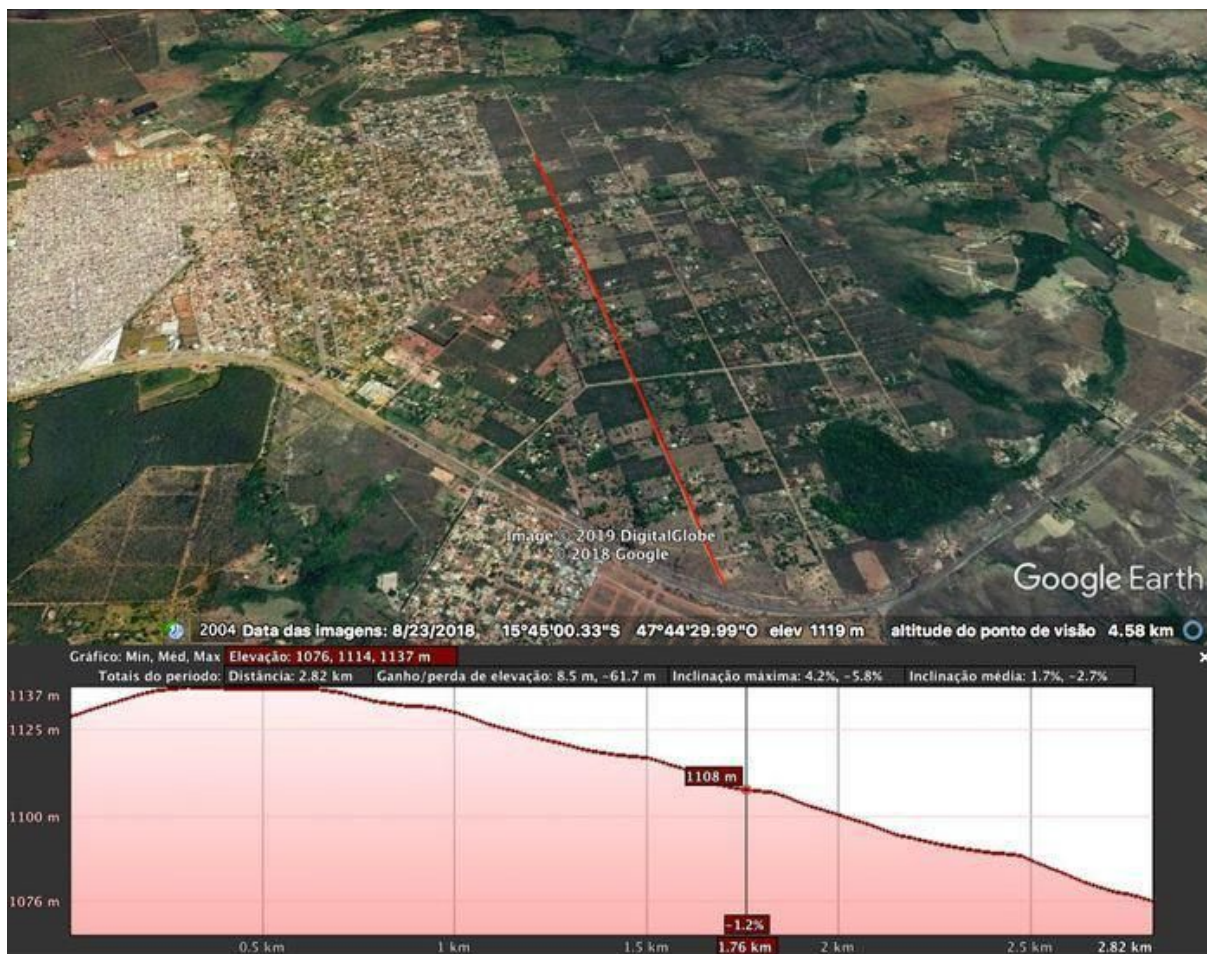 Image © 2019 DigitalGlobe
© 2018 Google
Google Earth
2004 Data das imagens: 8/23/2018, 15°45'00.33"S 47°44'29.99"O elev 1119 m altitude do ponto de visão 4.58 km
Gráfico: Min, Méd, Max Elevação: 1076, 1114, 1137 m
Totais do período: Distância: 2.82 km Ganho/perda de elevação: 8.5 m, -61.7 m Inclinação máxima: 4.2%, -5.8% Inclinação média: 1.7%, -2.7%
1137 m
1125 m
1108 m
1100 m
1076 m
-1.2%
0.5 km 1 km 1.5 km 1.76 km 2 km 2.5 km 2.82 km